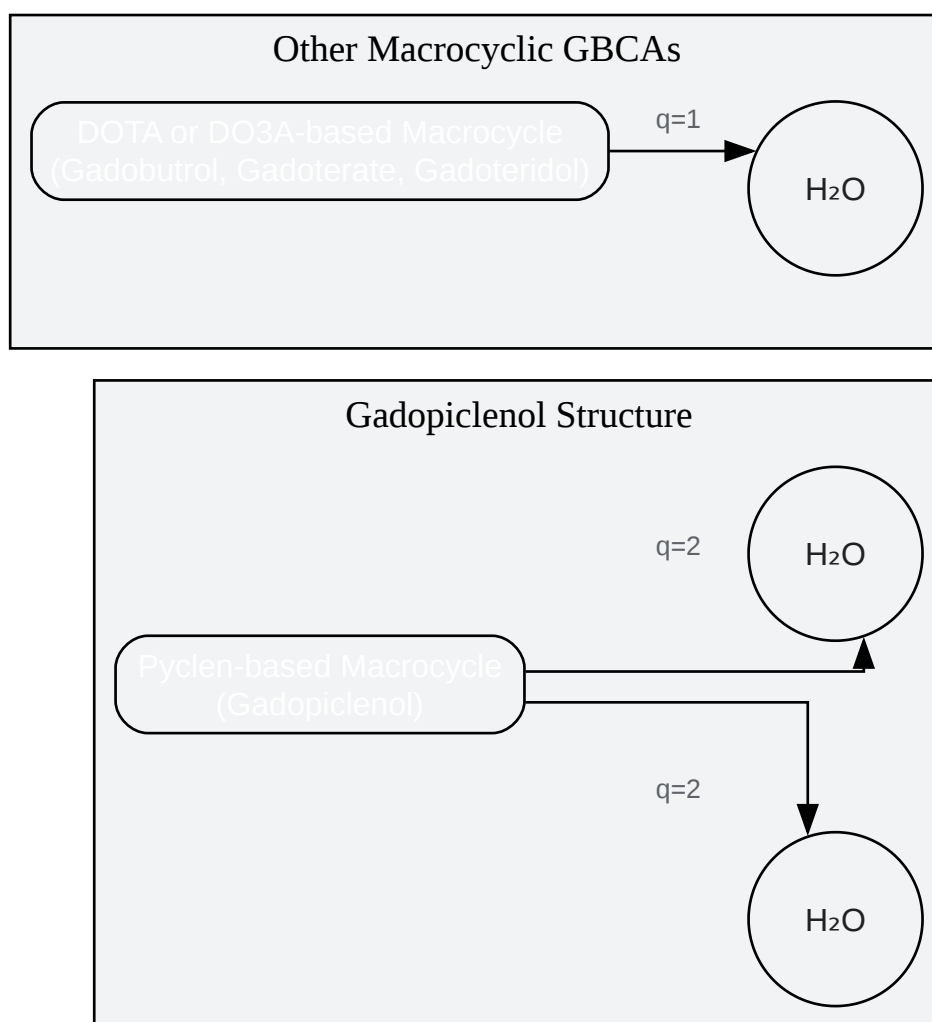 Other Macrocyclic GBCAs
DOTA or DO3A-based Macrocycle
(Gadobutrol, Gadoterate, Gadoteridol)
q=1
H₂O
Gadopiclenol Structure
q=2
H₂O
Pyclen-based Macrocycle
(Gadopiclenol)
q=2
H₂O